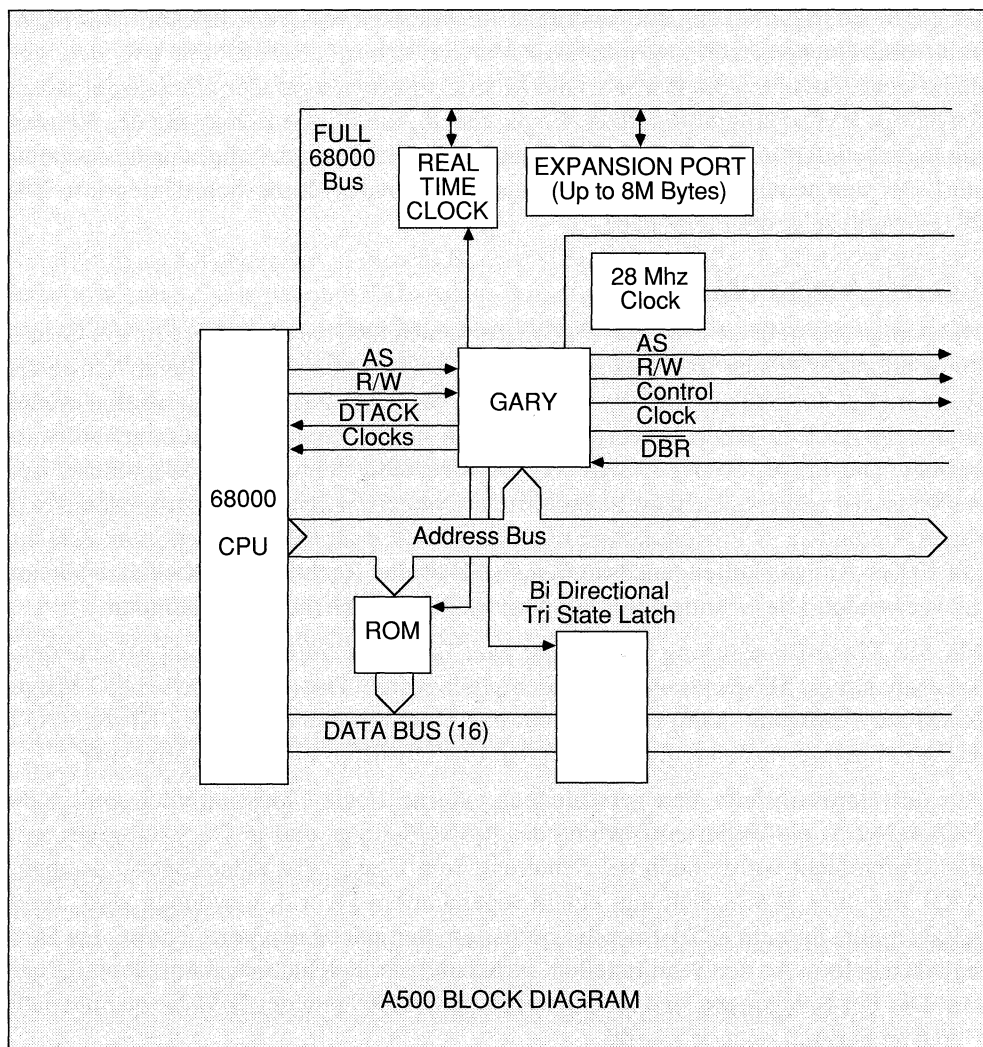 FULL
68000
Bus
REAL
TIME
CLOCK
EXPANSION PORT
(Up to 8M Bytes)
28 Mhz
Clock
AS
R/W
DTACK
Clocks
GARY
AS
R/W
Control
Clock
DBR
68000
CPU
Address Bus
ROM
Bi Directional
Tri State Latch
DATA BUS (16)
A500 BLOCK DIAGRAM